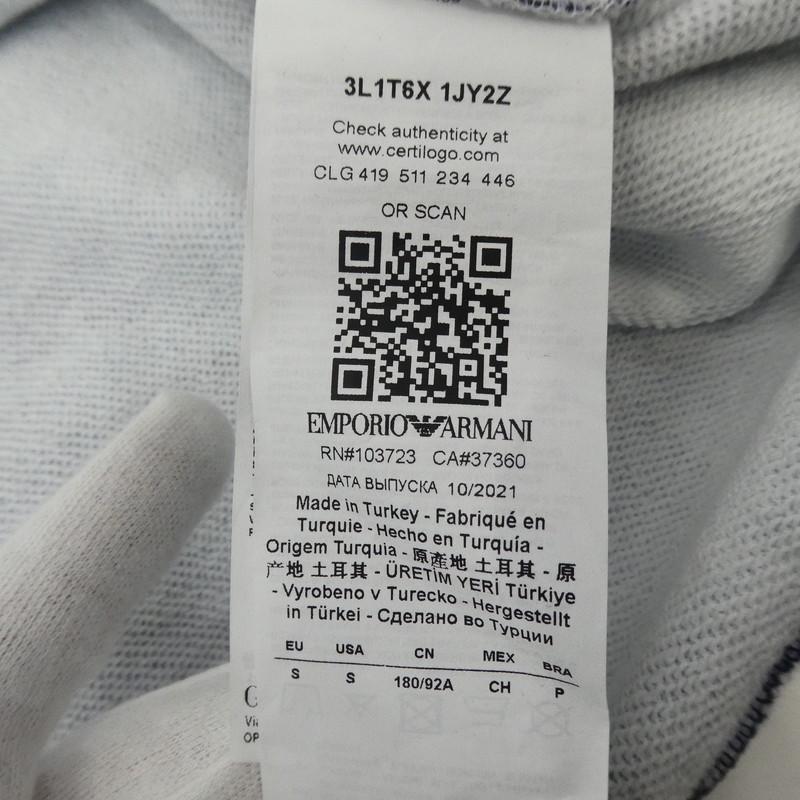 3L1T6X 1JY2Z
Check authenticity at
www.certilogo.com
CLG 419 511 234 446
OR SCAN
EMPORIO ARMANI
RN#103723 CA#37360
ДАТА ВЫПУСКА 10/2021
Made in Turkey - Fabriqué en
Turquie - Hecho en Turquía -
Origem Turquia - 原產地 土耳其 - 原
产地 土耳其 - ÜRETİM YERİ Türkiye
- Vyrobeno v Turecko - Hergestellt
in Türkei - Сделано во Турции
EU USA CN MEX BRA
S S 180/92A CH P
G
Vi
OP